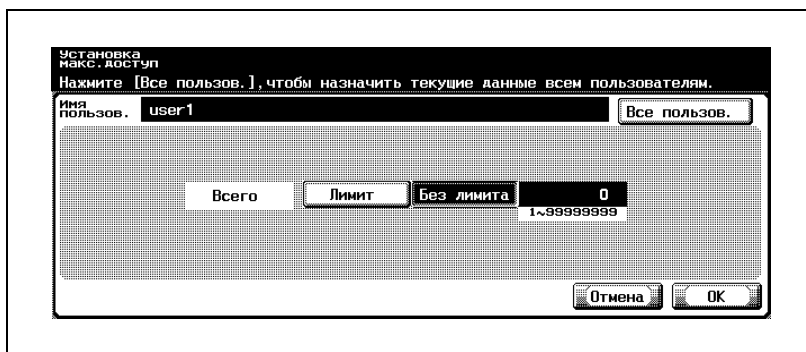 Установка
макс.доступ
Нажмите [Все пользов.],чтобы назначить текущие данные всем пользователям.
Имя
пользов.
user1
Все пользов.
Всего
Лимит
Без лимита
0
1~99999999
Отмена
OK